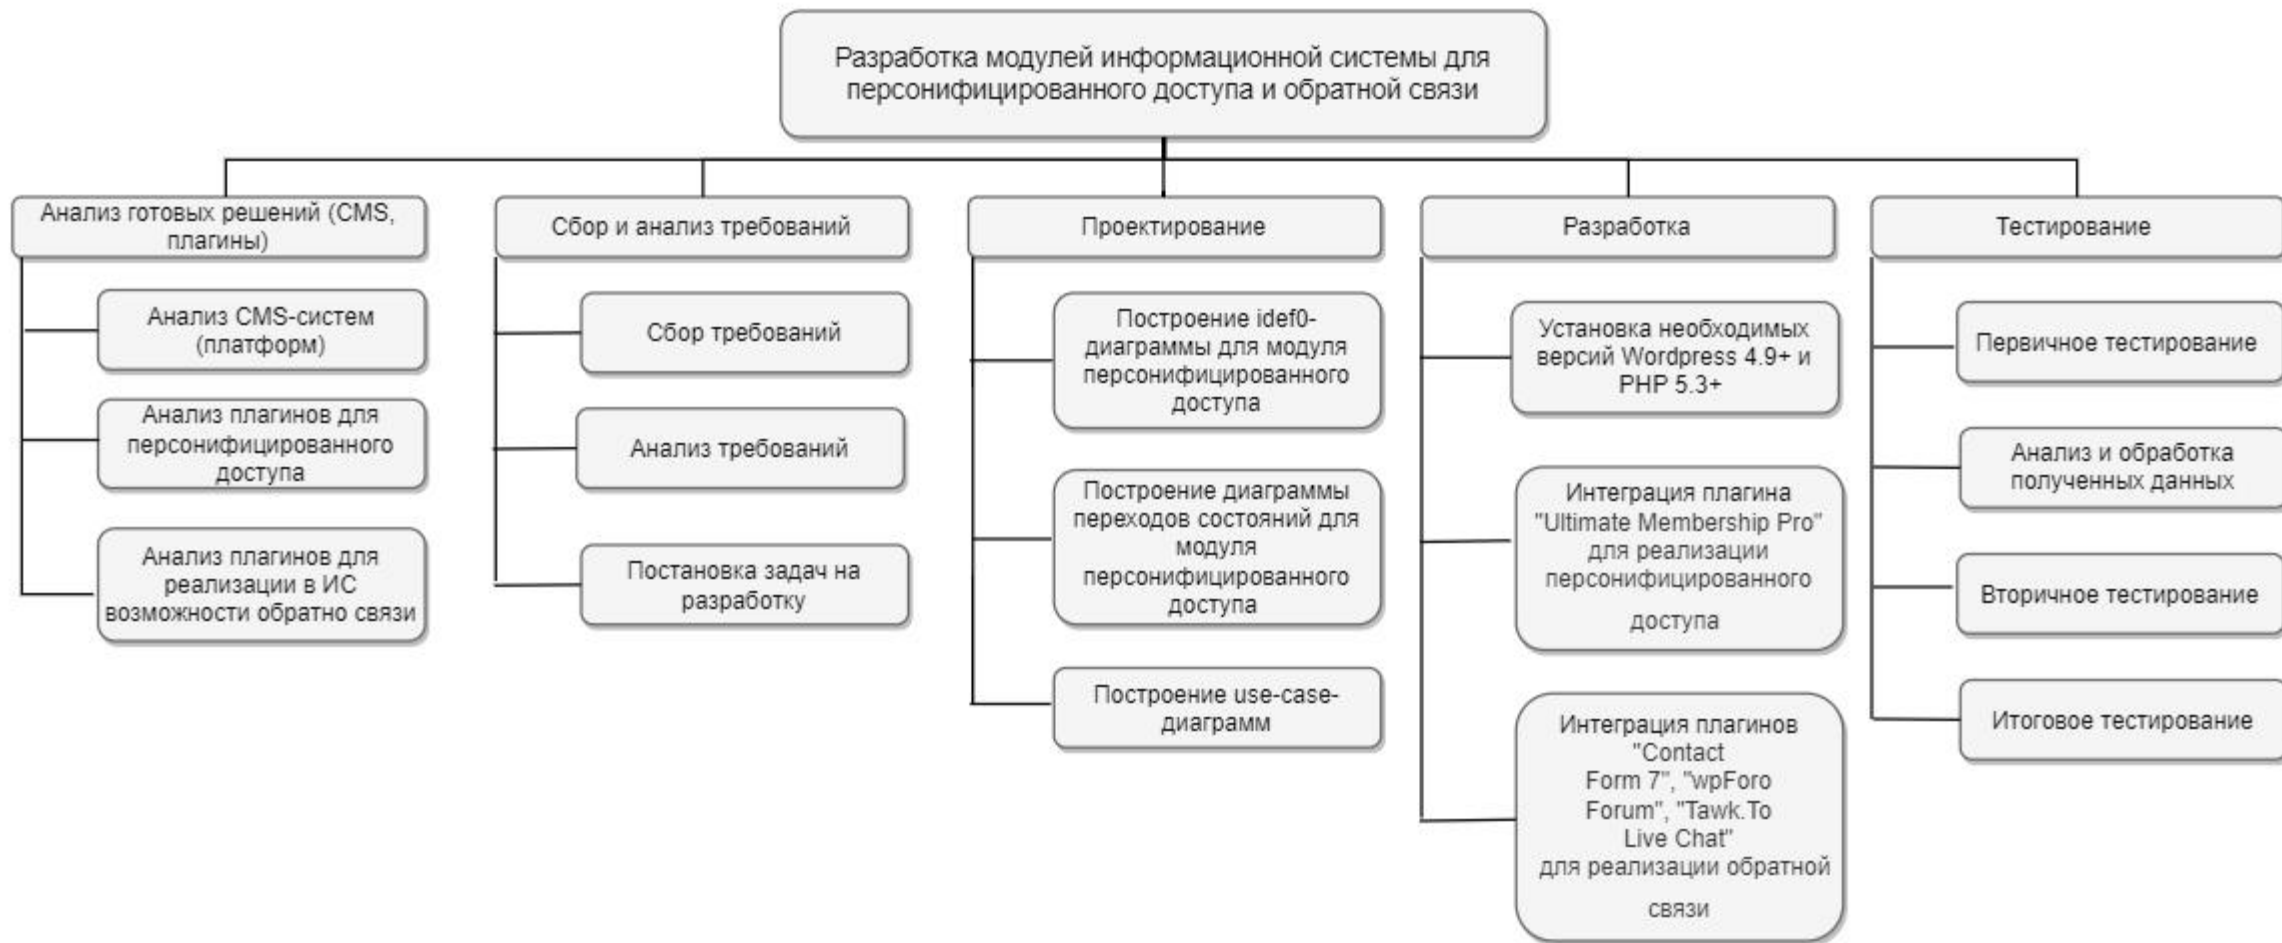 Разработка модулей информационной системы для
персонифицированного доступа и обратной связи
Анализ готовых решений (CMS,
плагины)
Анализ CMS-систем
(платформ)
Анализ плагинов для
персонифицированного
доступа
Анализ плагинов для
реализации в ИС
возможности обратно связи
Сбор и анализ требований
Сбор требований
Анализ требований
Постановка задач на
разработку
Проектирование
Построение idef0-
диаграммы для модуля
персонифицированного
доступа
Построение диаграммы
переходов состояний для
модуля
персонифицированного
доступа
Построение use-case-
диаграмм
Разработка
Установка необходимых
версий Wordpress 4.9+ и
PHP 5.3+
Интеграция плагина
"Ultimate Membership Pro"
для реализации
персонифицированного
доступа
Интеграция плагинов
"Contact
Form 7", "wpForo
Forum", "Tawk.To
Live Chat"
для реализации обратной
связи
Тестирование
Первичное тестирование
Анализ и обработка
полученных данных
Вторичное тестирование
Итоговое тестирование